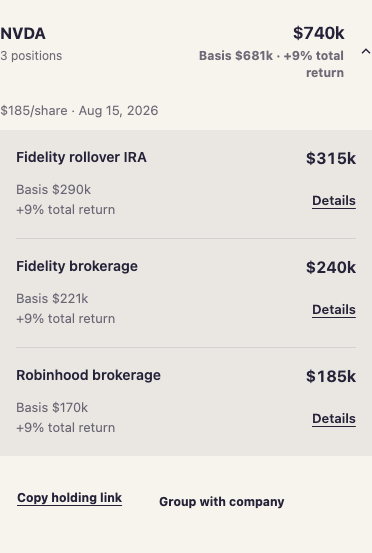 NVDA
$740k
3 positions
Basis $681k · +9% total
return
$185/share · Aug 15, 2026
Fidelity rollover IRA
$315k
Basis $290k
+9% total return
Details
Fidelity brokerage
$240k
Basis $221k
+9% total return
Details
Robinhood brokerage
$185k
Basis $170k
+9% total return
Details
Copy holding link
Group with company